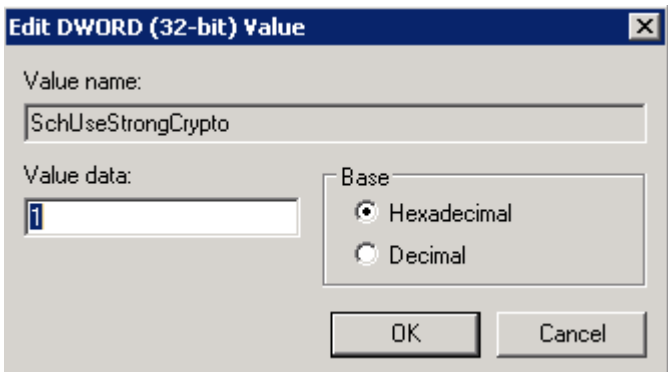 Edit DWORD (32-bit) Value
Value name:
SchUseStrongCrypto
Value data:
1
Base
Hexadecimal
Decimal
OK
Cancel